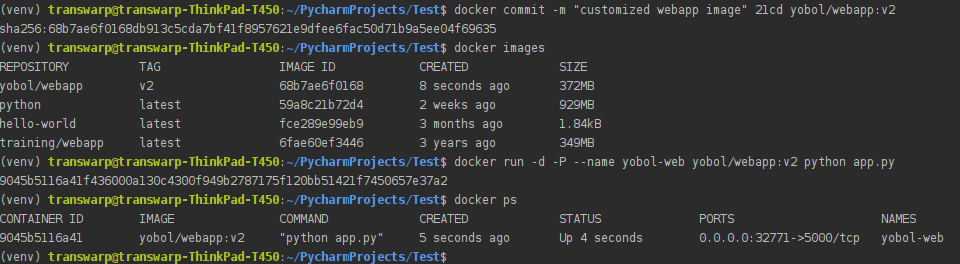 (venv) transwarp@transwarp-ThinkPad-T450:~/PycharmProjects/Test$ docker commit -m "customized webapp image" 21cd yobol/webapp:v2
sha256:68b7ae6f0168db913c5cda7bf41f8957621e9dfee6fac50d71b9a5ee04f69635
(venv) transwarp@transwarp-ThinkPad-T450:~/PycharmProjects/Test$ docker images
REPOSITORY TAG IMAGE ID CREATED SIZE
yobol/webapp v2 68b7ae6f0168 8 seconds ago 372MB
python latest 59a8c21b72d4 2 weeks ago 929MB
hello-world latest fce289e99eb9 3 months ago 1.84kB
training/webapp latest 6fae60ef3446 3 years ago 349MB
(venv) transwarp@transwarp-ThinkPad-T450:~/PycharmProjects/Test$ docker run -d -P --name yobol-web yobol/webapp:v2 python app.py
9045b5116a41f436000a130c4300f949b2787175f120bb51421f7450657e37a2
(venv) transwarp@transwarp-ThinkPad-T450:~/PycharmProjects/Test$ docker ps
CONTAINER ID IMAGE COMMAND CREATED STATUS PORTS NAMES
9045b5116a41 yobol/webapp:v2 "python app.py" 5 seconds ago Up 4 seconds 0.0.0.0:32771->5000/tcp yobol-web
(venv) transwarp@transwarp-ThinkPad-T450:~/PycharmProjects/Test$